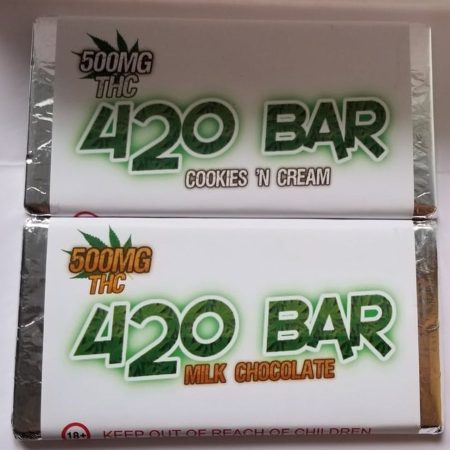 500MG
THC
420 BAR
COOKIES 'N CREAM
500MG
THC
420 BAR
MILK CHOCOLATE
18+ KEEP OUT OF REACH OF CHILDREN